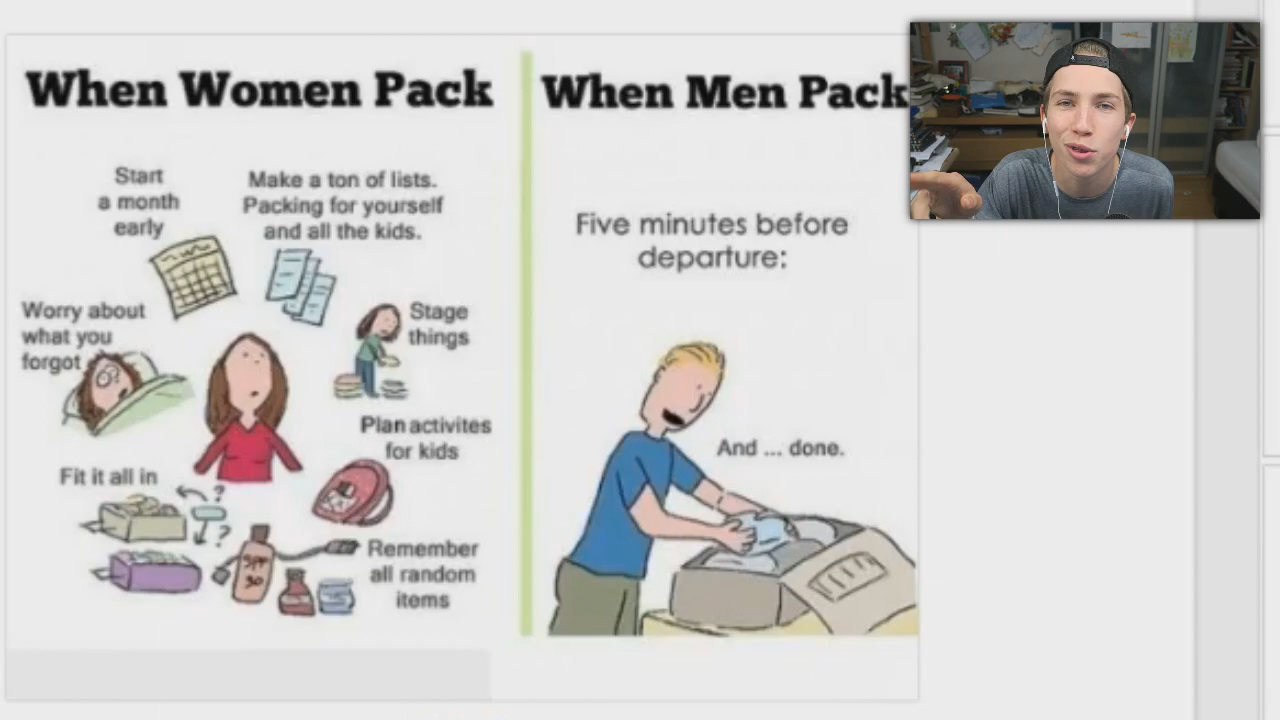 When Women Pack
Start
a month
early
Make a ton of lists.
Packing for yourself
and all the kids.
Worry about
what you
forgot
Stage
things
Plan activites
for kids
Fit it all in
?
?
SPF
30
Remember
all random
items
When Men Pack
Five minutes before
departure:
And ... done.